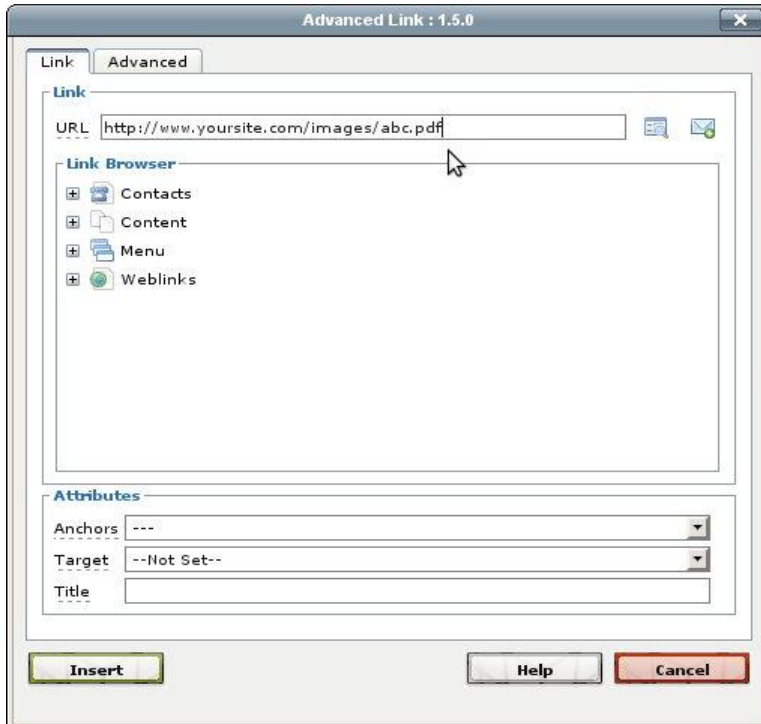 Advanced Link : 1.5.0
Link Advanced
Link
URL http://www.yoursite.com/images/abc.pdf
Link Browser
Contacts
Content
Menu
Weblinks
Attributes
Anchors ---
Target --Not Set--
Title
Insert Help Cancel